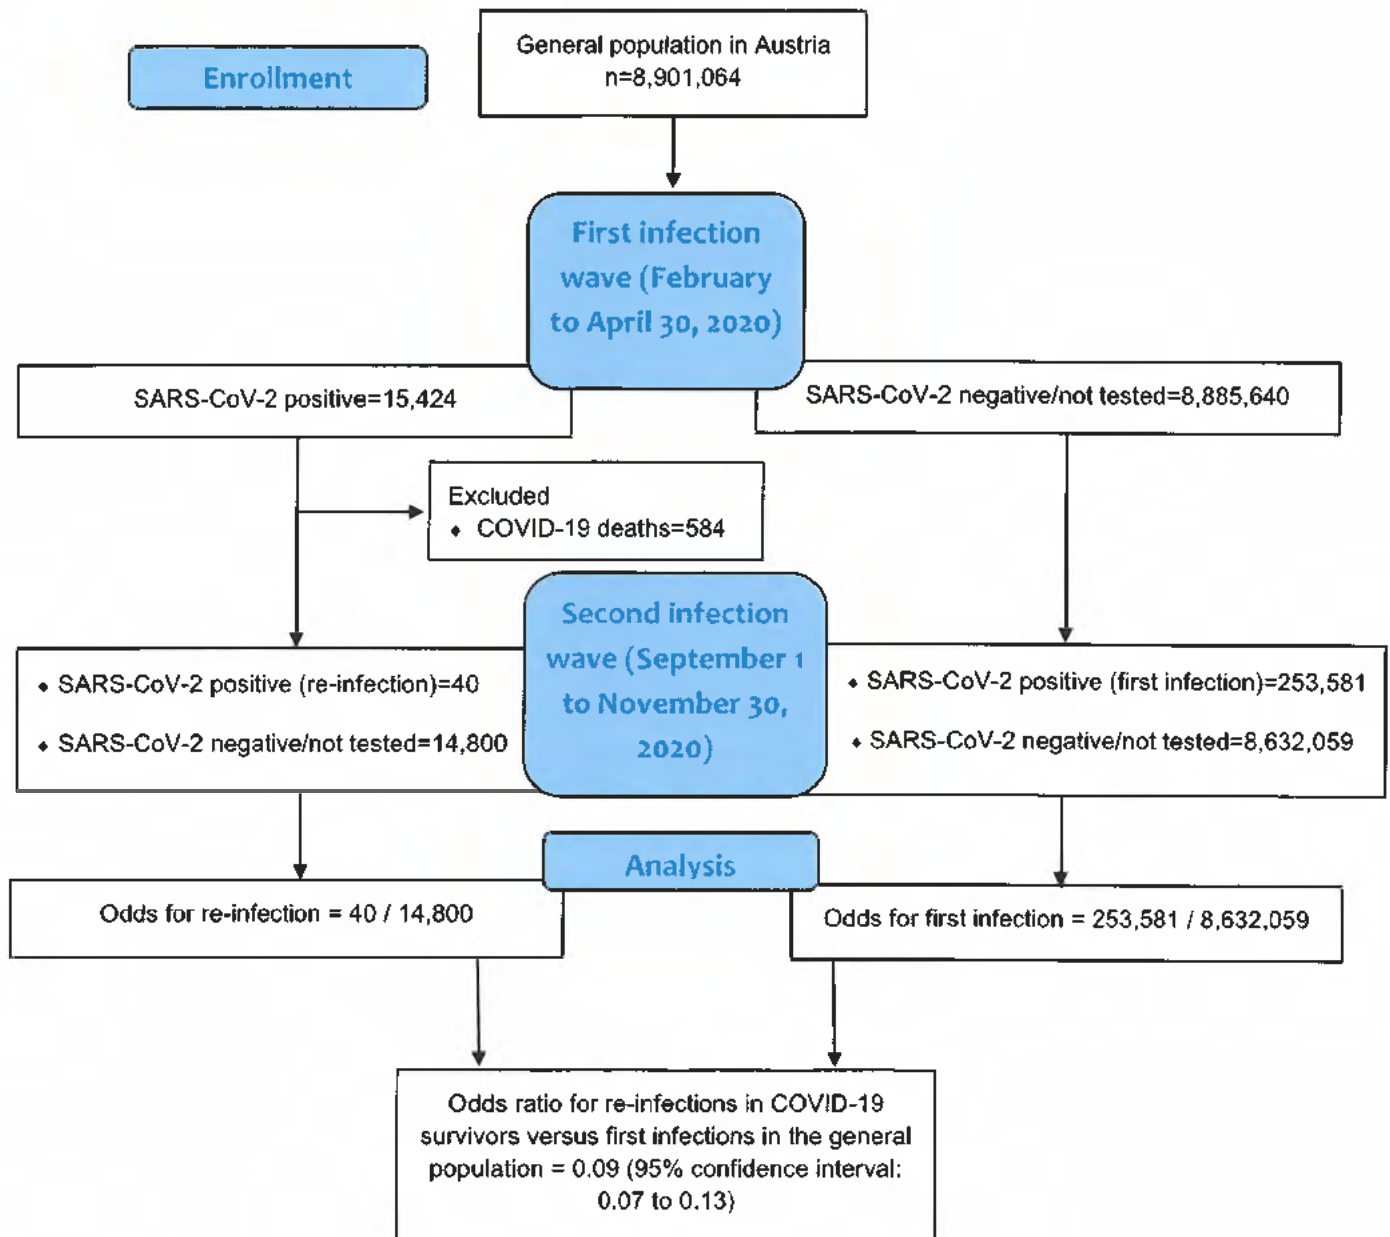 General population in Austria
n=8,901,064
Enrollment
First infection
wave (February
to April 30, 2020)
SARS-CoV-2 positive=15,424
SARS-CoV-2 negative/not tested=8,885,640
Excluded
⬥ COVID-19 deaths=584
Second infection
wave (September 1
to November 30,
2020)
⬥ SARS-CoV-2 positive (re-infection)=40
⬥ SARS-CoV-2 negative/not tested=14,800
⬥ SARS-CoV-2 positive (first infection)=253,581
⬥ SARS-CoV-2 negative/not tested=8,632,059
Analysis
Odds for re-infection = 40 / 14,800
Odds for first infection = 253,581 / 8,632,059
Odds ratio for re-infections in COVID-19
survivors versus first infections in the general
population = 0.09 (95% confidence interval:
0.07 to 0.13)